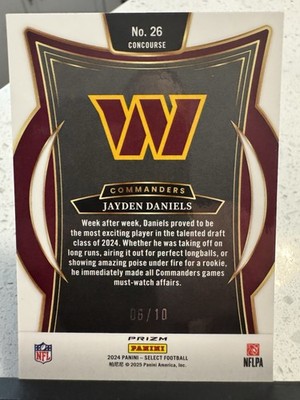 No. 26
CONCOURSE
W
COMMANDERS
JAYDEN DANIELS
Week after week, Daniels proved to be
the most exciting player in the talented draft
class of 2024. Whether he was taking off on
long runs, airing it out for perfect longballs, or
showing amazing poise under fire for a rookie,
he immediately made all Commanders games
must-watch affairs.
/10
PRIZM
PANINI
NFL
NFLPA
2024 PANINI - SELECT FOOTBALL
© 2025 Panini America, Inc.